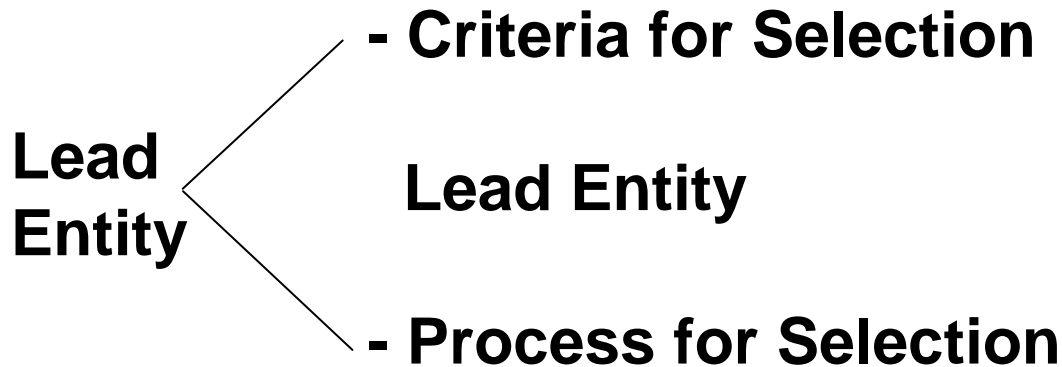 Lead
Entity
- Criteria for Selection
Lead Entity
- Process for Selection